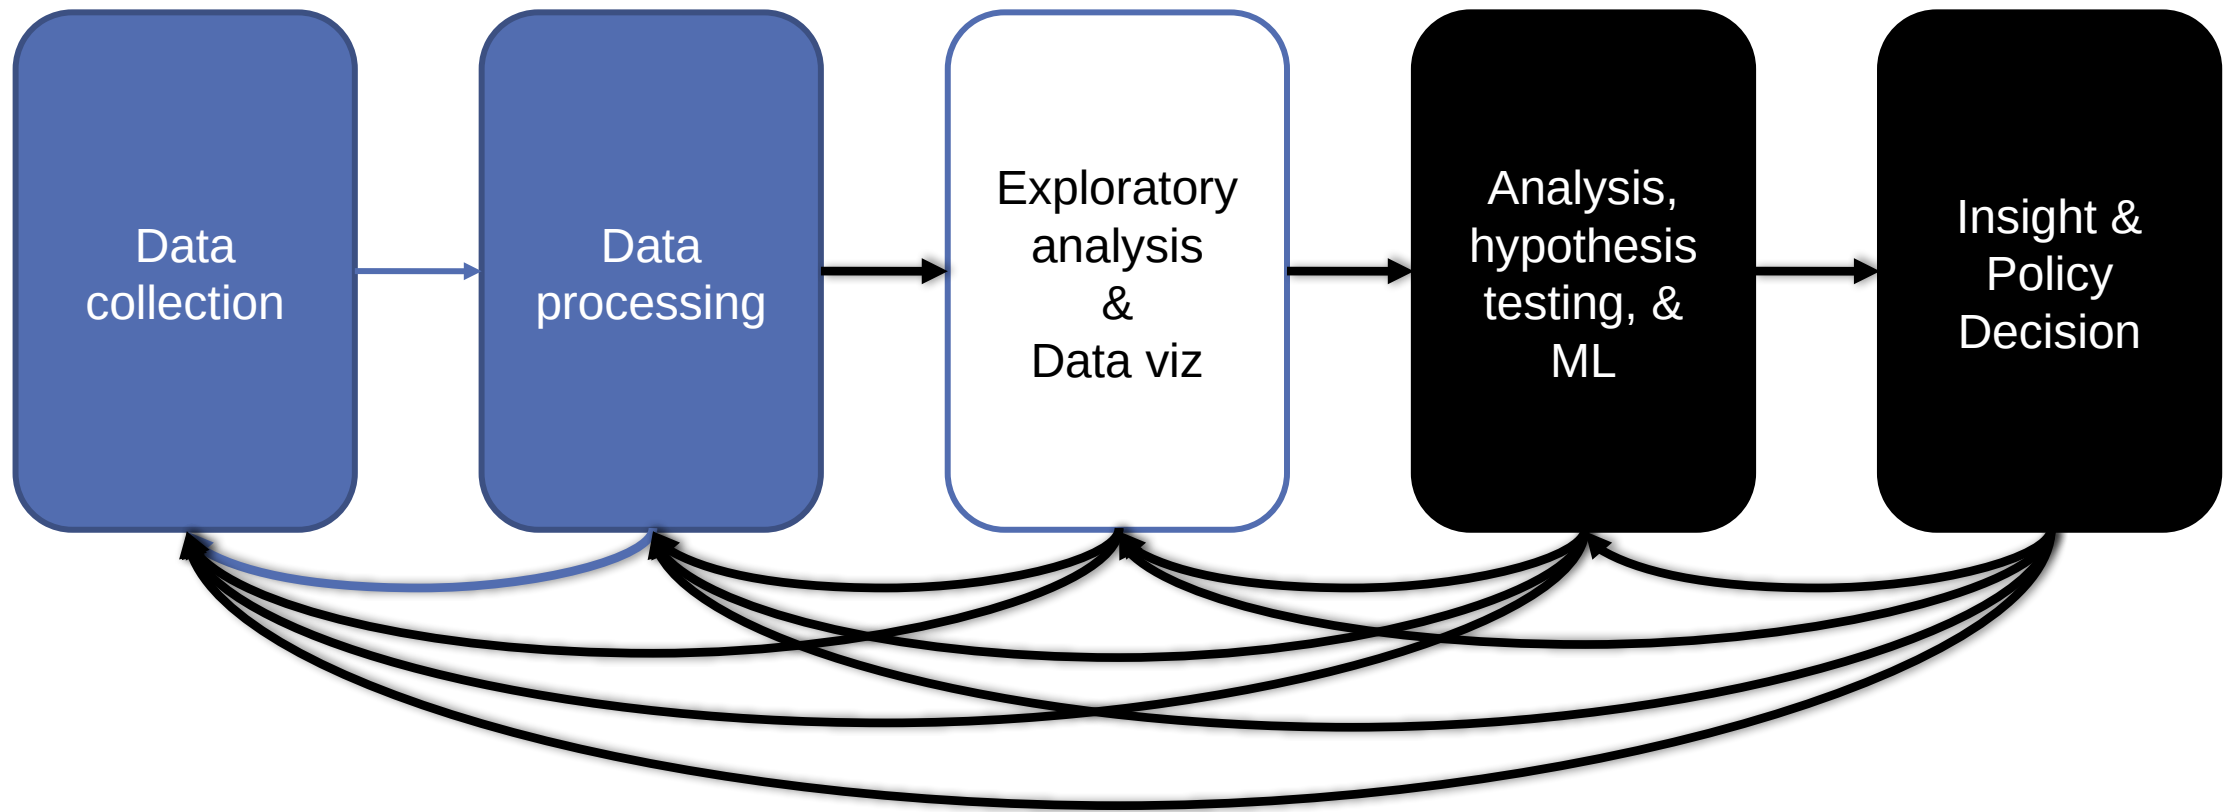 Data
collection
Data
processing
Exploratory
analysis
&
Data viz
Analysis,
hypothesis
testing, &
ML
Insight &
Policy
Decision